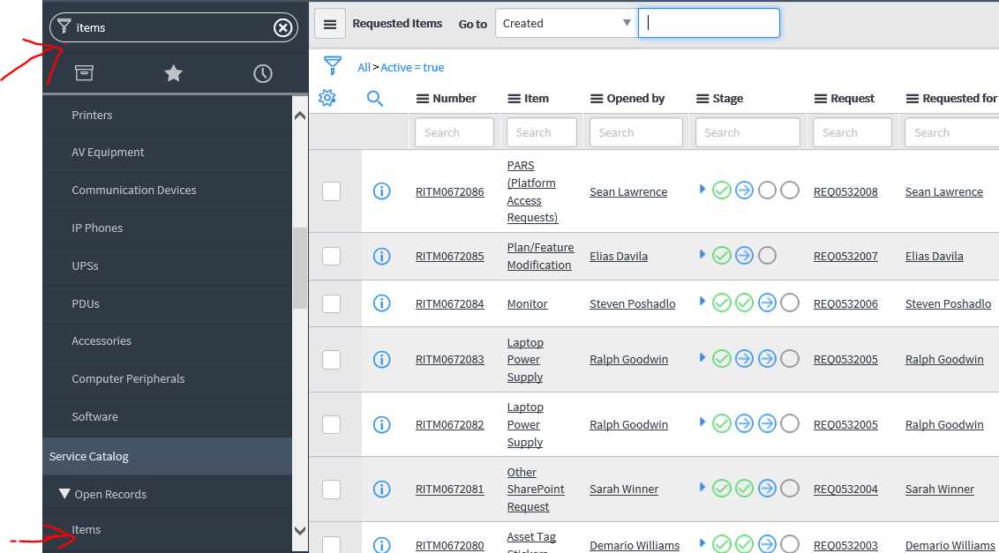 items
Requested Items Go to Created
All > Active = true
Number Item Opened by Stage Request Requested for
Search Search Search Search Search Search
Printers
AV Equipment
Communication Devices
IP Phones
UPSs
PDUs
Accessories
Computer Peripherals
Software
Service Catalog
Open Records
Items
RITM0672086 PARS (Platform Access Requests) Sean Lawrence REQ0532008 Sean Lawrence
RITM0672085 Plan/Feature Modification Elias Davila REQ0532007 Elias Davila
RITM0672084 Monitor Steven Poshadlo REQ0532006 Steven Poshadlo
RITM0672083 Laptop Power Supply Ralph Goodwin REQ0532005 Ralph Goodwin
RITM0672082 Laptop Power Supply Ralph Goodwin REQ0532005 Ralph Goodwin
RITM0672081 Other SharePoint Request Sarah Winner REQ0532004 Sarah Winner
RITM0672080 Asset Tag Demario Williams REQ0532003 Demario Williams